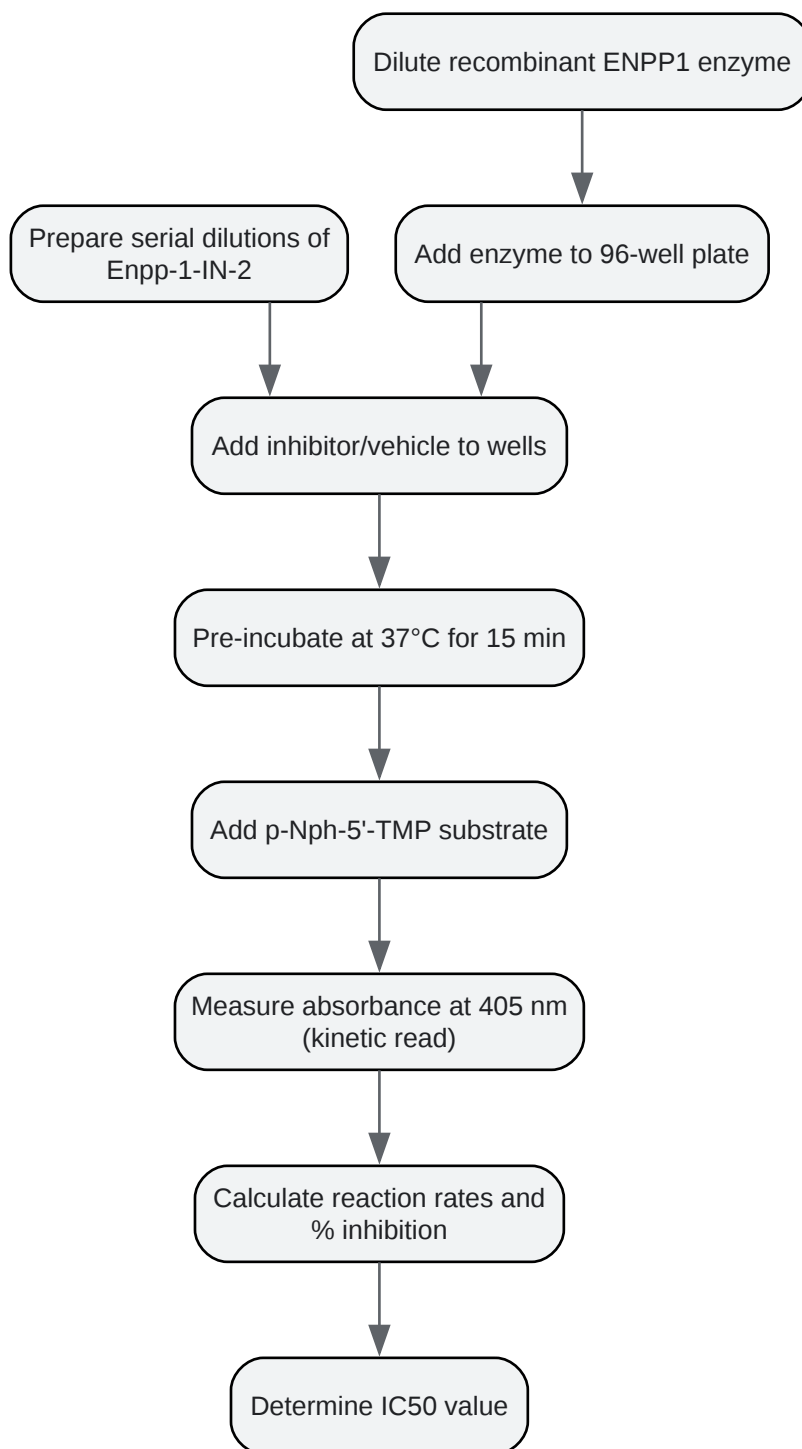 Dilute recombinant ENPP1 enzyme
Prepare serial dilutions of
Enpp-1-IN-2
Add enzyme to 96-well plate
Add inhibitor/vehicle to wells
Pre-incubate at 37°C for 15 min
Add p-Nph-5'-TMP substrate
Measure absorbance at 405 nm
(kinetic read)
Calculate reaction rates and
% inhibition
Determine IC50 value